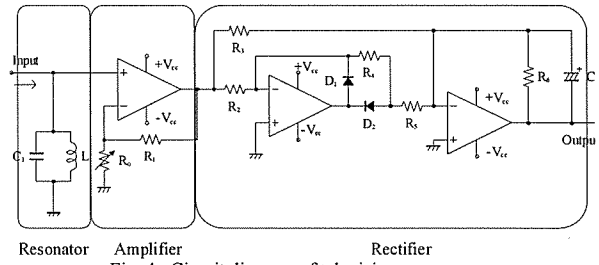 Input
+Vcc
-Vcc
C1
L
R0
R1
R2
R3
+Vcc
-Vcc
D1
D2
R4
R5
+Vcc
-Vcc
R6
C
Outpu
Resonator Amplifier Rectifier